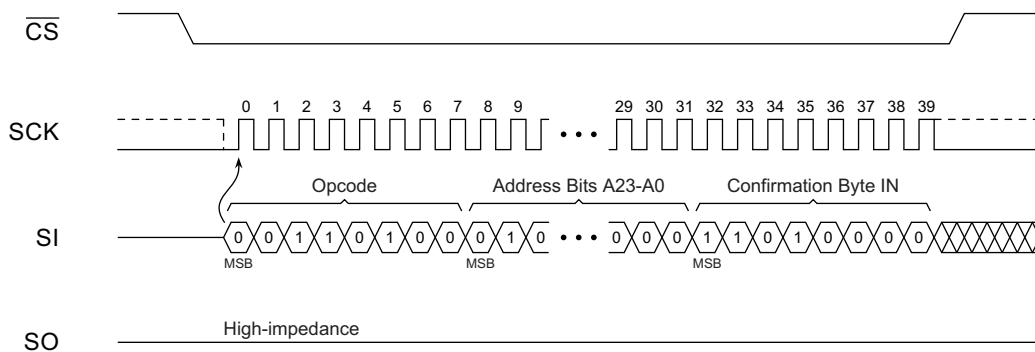 CS
0 1 2 3 4 5 6 7 8 9 29 30 31 32 33 34 35 36 37 38 39
SCK
Opcode Address Bits A23-A0 Confirmation Byte IN
SI 0 0 1 1 0 1 0 0 0 1 0 0 0 0 1 1 0 1 0 0 0 0
MSB MSB MSB
High-impedance
SO